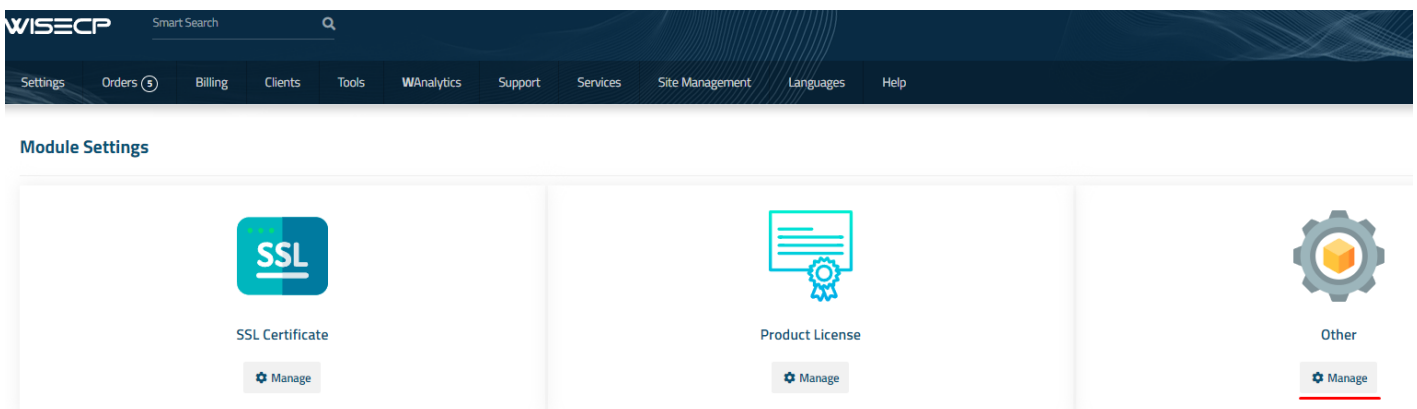 WISECP
Smart Search
Settings Orders 5 Billing Clients Tools WAnalytics Support Services Site Management Languages Help
Module Settings
SSL
SSL Certificate Product License Other
Manage Manage Manage